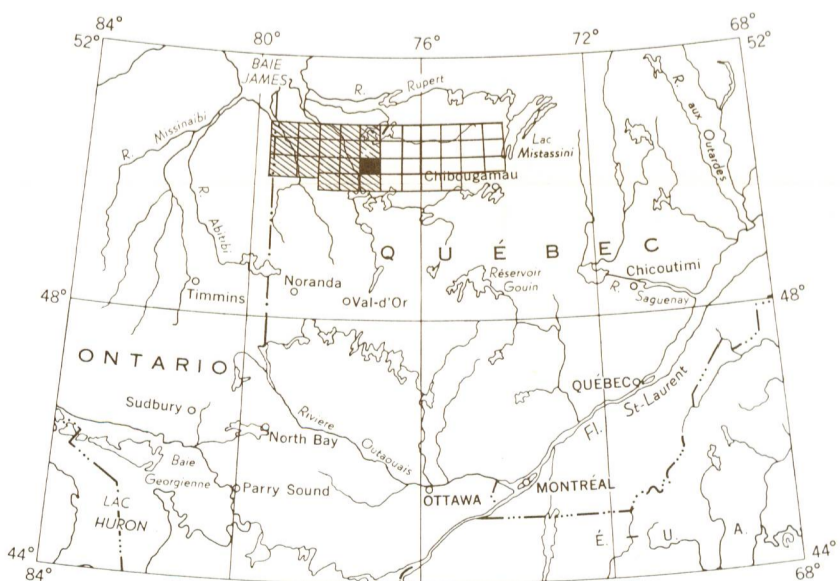 84°
80°
76°
72°
68°
52°
52°
BAIE
JAMES
R. Rupert
R. aux Outardes
R. Missinaibi
Lac
Mistassini
R. Abitibi
Chibougamau
QUÉBEC
Chicoutimi
Noranda
Réservoir
Gouin
R. Saguenay
Timmins
Val-d'Or
48°
48°
ONTARIO
QUÉBEC
Fl. St-Laurent
Sudbury
Rivière Outaouais
North Bay
Baie
Georgienne
Parry Sound
OTTAWA
MONTRÉAL
LAC
HURON
É. - U. A.
44°
44°
84°
68°